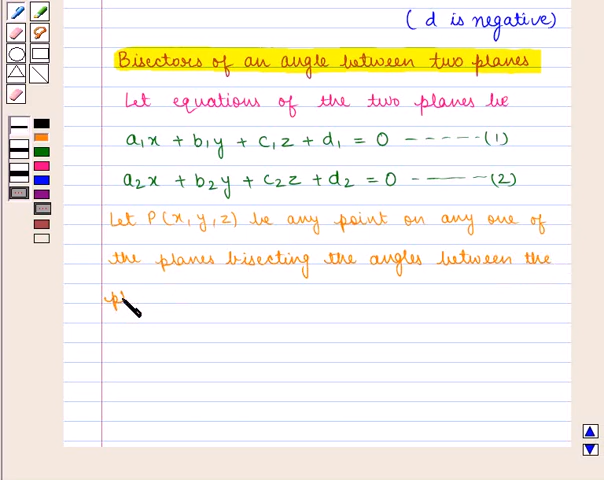 ( d is negative)
Bisectors of an angle between two planes
Let equations of the two planes be
a₁x + b₁y + c₁z + d₁ = 0 ------(1)
a₂x + b₂y + c₂z + d₂ = 0 ------(2)
Let P(x,y,z) be any point on any one of
the planes bisecting the angles between the
pl